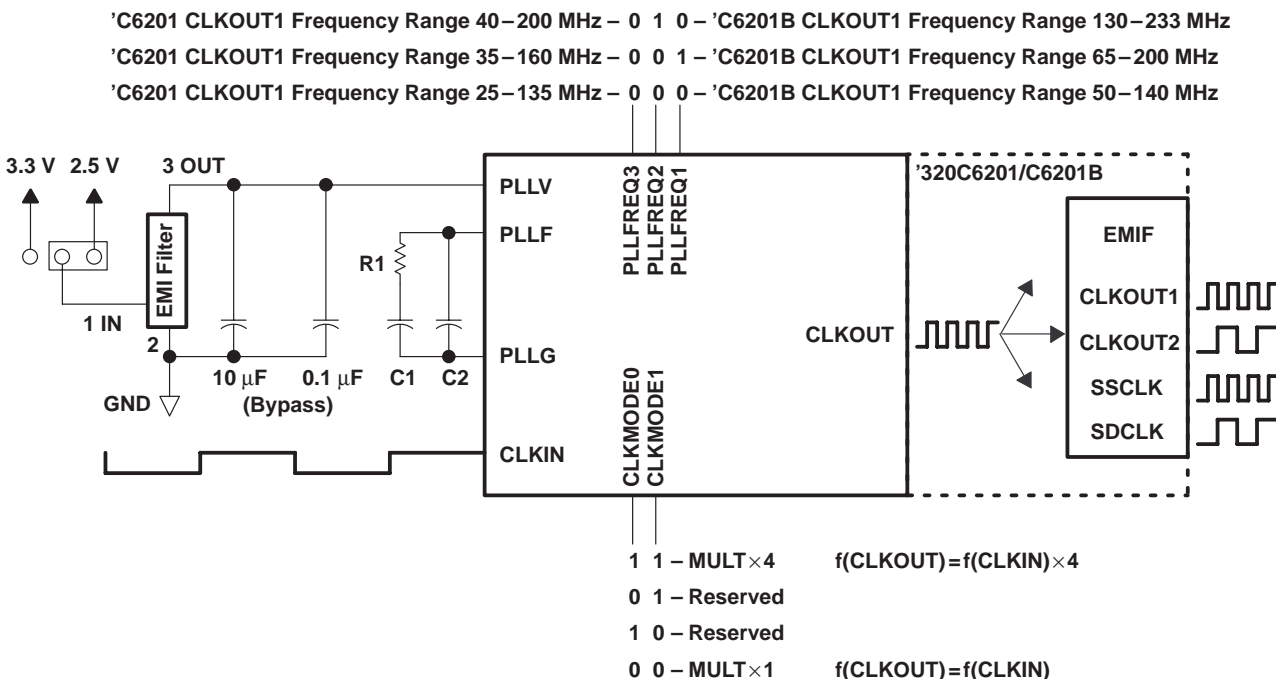 ’C6201 CLKOUT1 Frequency Range 40–200 MHz – 0 1 0 – ’C6201B CLKOUT1 Frequency Range 130–233 MHz
’C6201 CLKOUT1 Frequency Range 35–160 MHz – 0 0 1 – ’C6201B CLKOUT1 Frequency Range 65–200 MHz
’C6201 CLKOUT1 Frequency Range 25–135 MHz – 0 0 0 – ’C6201B CLKOUT1 Frequency Range 50–140 MHz
3.3 V 2.5 V 3 OUT
EMI Filter
1 IN
2
GND
10 μF 0.1 μF
(Bypass)
R1
C1 C2
PLLV
PLLF
PLLG
CLKIN
PLLFREQ3
PLLFREQ2
PLLFREQ1
CLKMODE0
CLKMODE1
CLKOUT
’320C6201/C6201B
EMIF
CLKOUT1
CLKOUT2
SSCLK
SDCLK
1 1 – MULT×4 f(CLKOUT)=f(CLKIN)×4
0 1 – Reserved
1 0 – Reserved
0 0 – MULT×1 f(CLKOUT)=f(CLKIN)